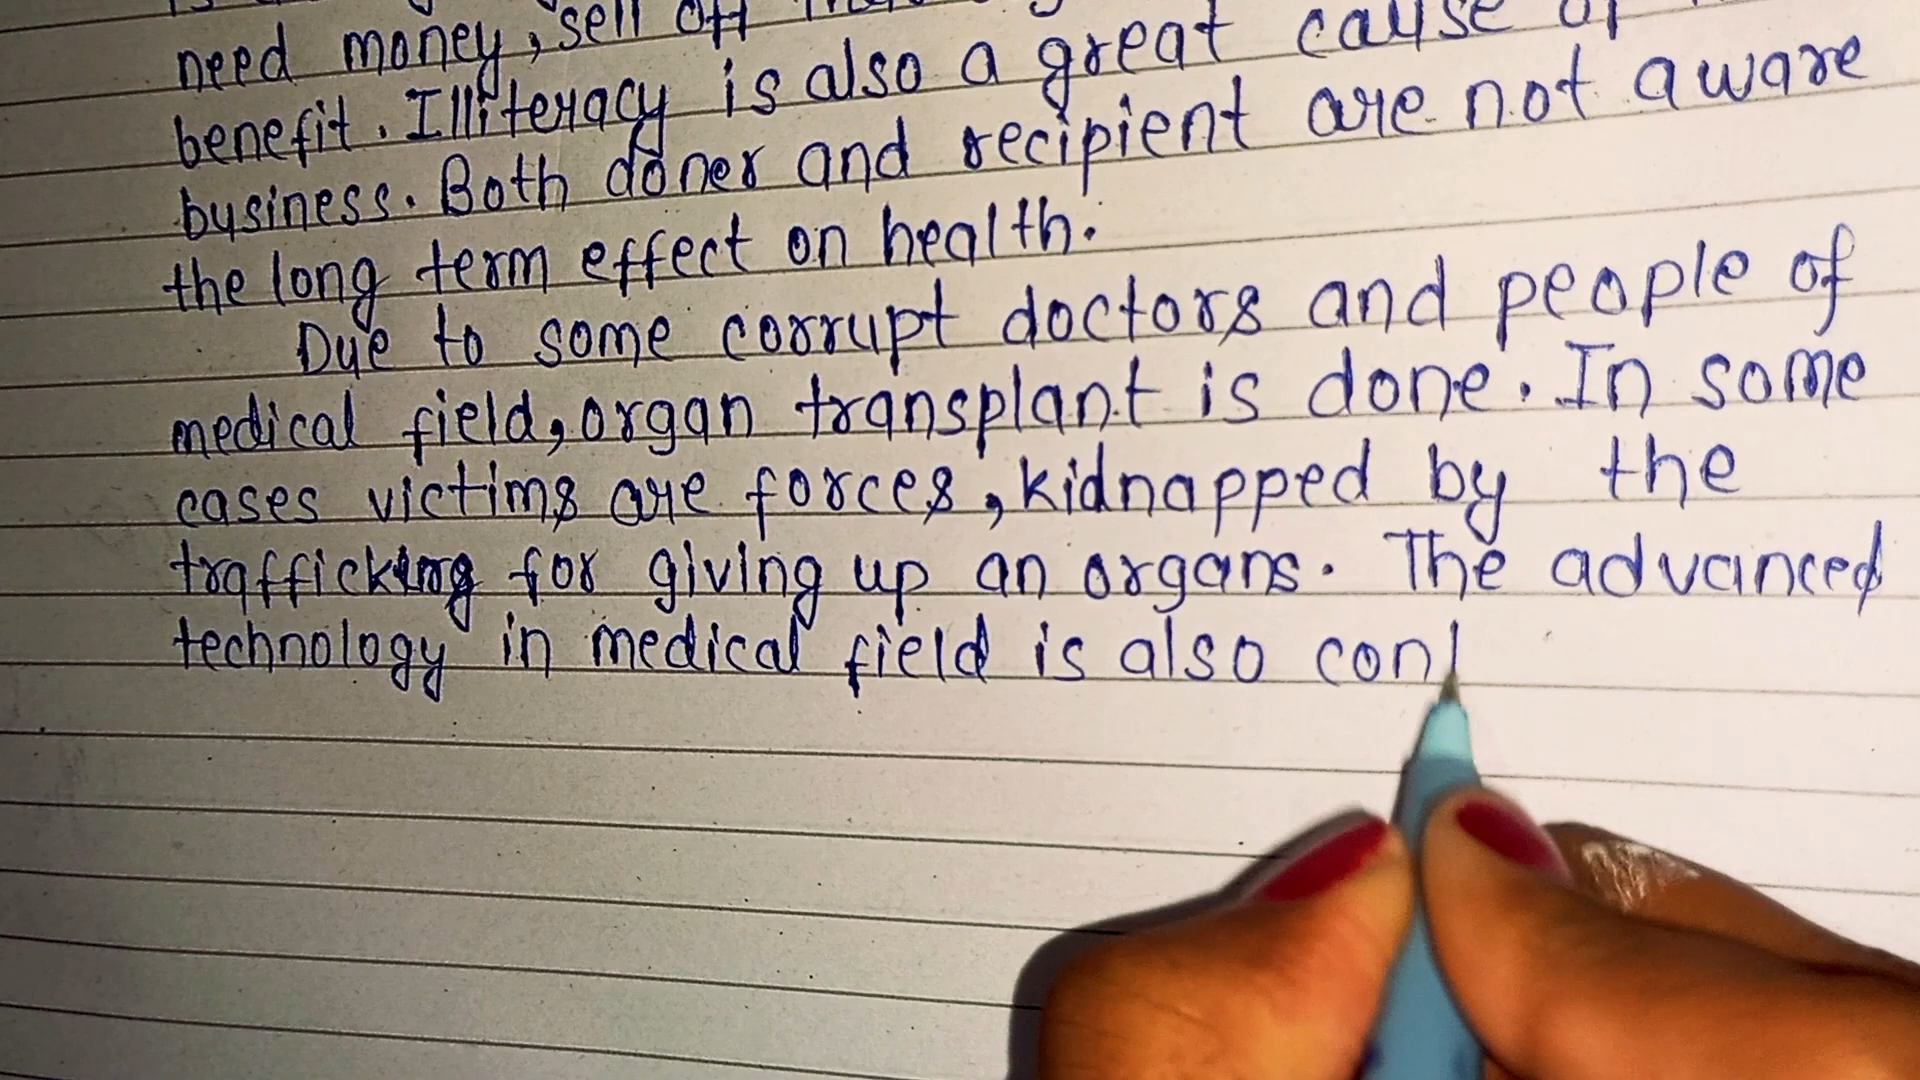 need money, sell off
benefit. Illiteracy is also a great cause of
business. Both doner and recipient are not aware
the long term effect on health.
Due to some corrupt doctors and people of
medical field, organ transplant is done. In some
cases victims are forces, kidnapped by the
trafficking for giving up an organs. The advanced
technology in medical field is also con